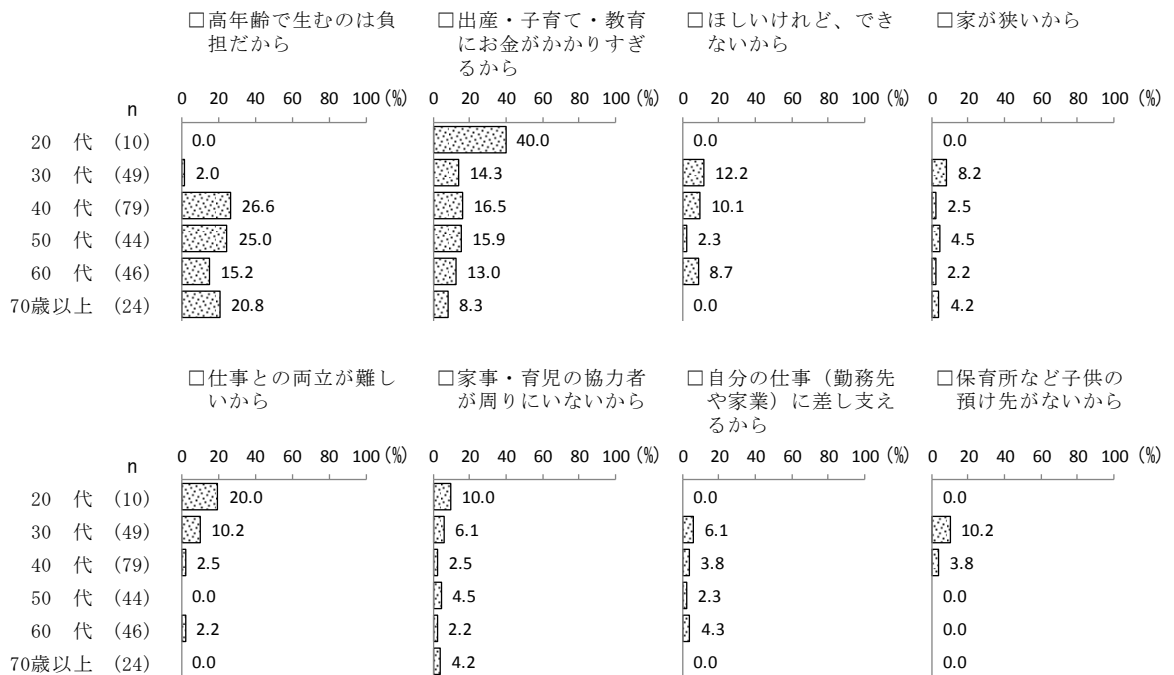 □高年齢で生むのは負担だから
□出産・子育て・教育にお金がかかりすぎるから
□ほしいけれど、できないから
□家が狭いから
0 20 40 60 80 100(%) 0 20 40 60 80 100(%) 0 20 40 60 80 100(%) 0 20 40 60 80 100(%)
n
20 代 (10) 0.0 40.0 0.0 0.0
30 代 (49) 2.0 14.3 12.2 8.2
40 代 (79) 26.6 16.5 10.1 2.5
50 代 (44) 25.0 15.9 2.3 4.5
60 代 (46) 15.2 13.0 8.7 2.2
70歳以上 (24) 20.8 8.3 0.0 4.2
□仕事との両立が難しいから
□家事・育児の協力者が周りにいないから
□自分の仕事（勤務先や家業）に差し支えるから
□保育所など子供の預け先がないから
0 20 40 60 80 100(%) 0 20 40 60 80 100(%) 0 20 40 60 80 100(%) 0 20 40 60 80 100(%)
n
20 代 (10) 20.0 10.0 0.0 0.0
30 代 (49) 10.2 6.1 6.1 10.2
40 代 (79) 2.5 2.5 3.8 3.8
50 代 (44) 0.0 4.5 2.3 0.0
60 代 (46) 2.2 2.2 4.3 0.0
70歳以上 (24) 0.0 4.2 0.0 0.0